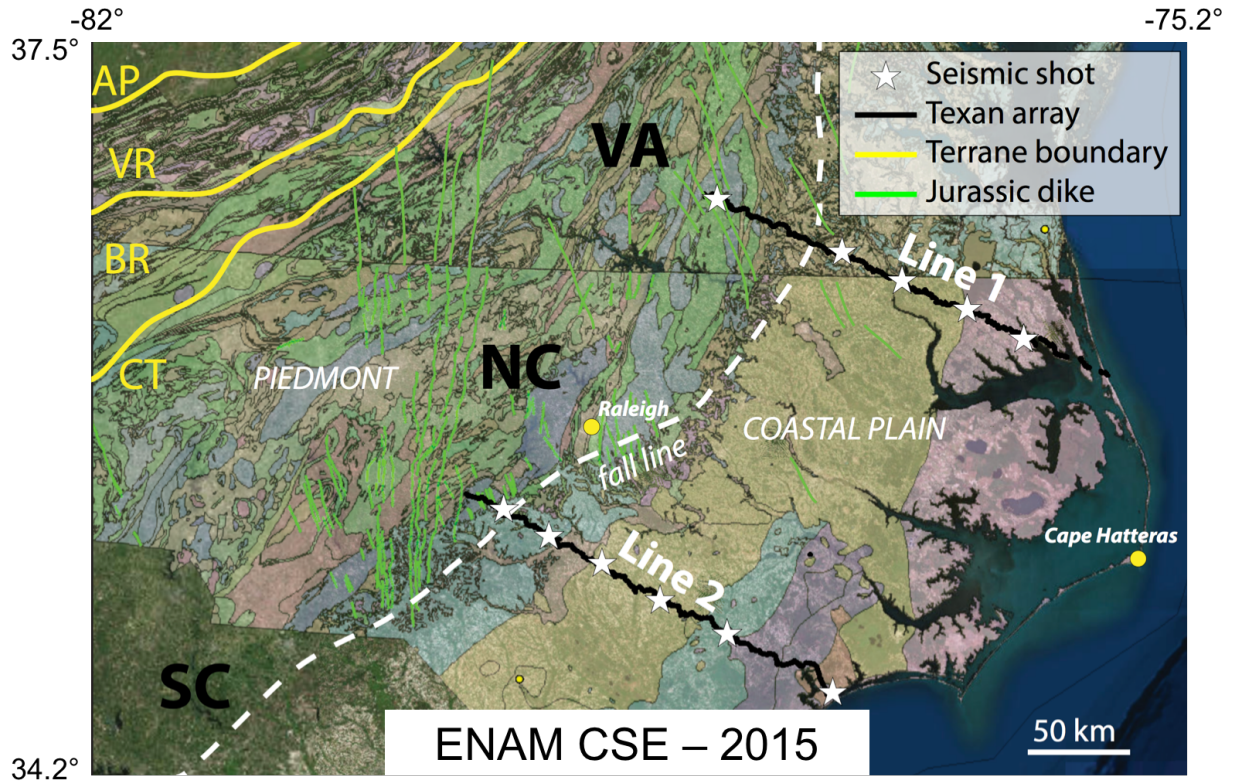 -82°
-75.2°
37.5°
AP
VR
BR
CT
VA
Seismic shot
Texan array
Terrane boundary
Jurassic dike
Line 1
PIEDMONT
NC
Raleigh
fall line
COASTAL PLAIN
Cape Hatteras
Line 2
SC
50 km
ENAM CSE – 2015
34.2°